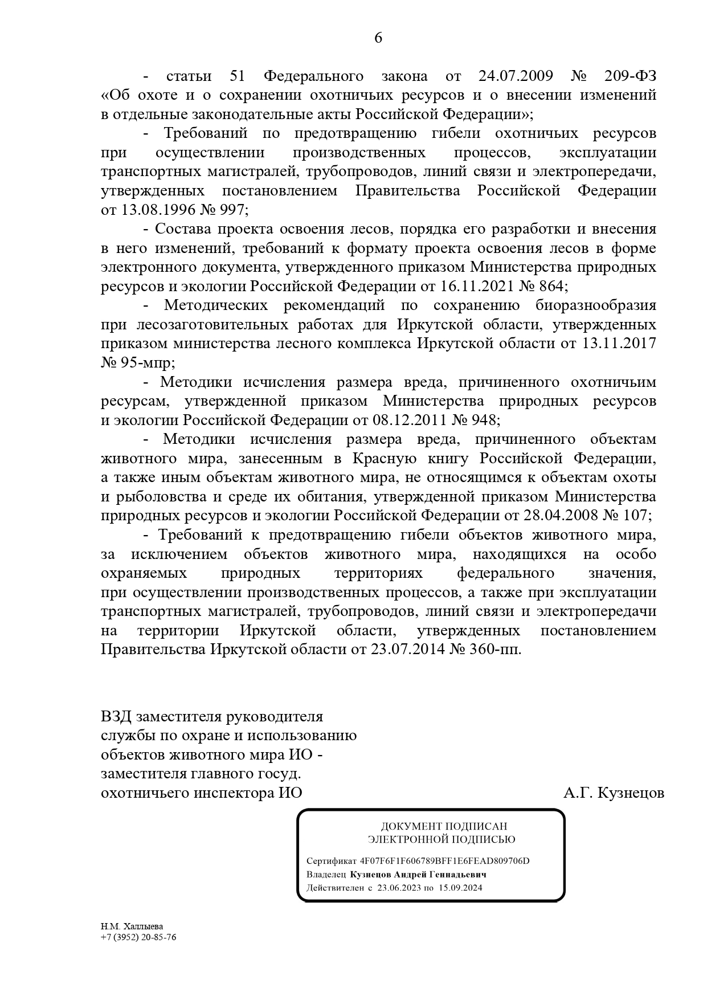 6
- статьи 51 Федерального закона от 24.07.2009 № 209-ФЗ
«Об охоте и о сохранении охотничьих ресурсов и о внесении изменений
в отдельные законодательные акты Российской Федерации»;
- Требований по предотвращению гибели охотничьих ресурсов
при осуществлении производственных процессов, эксплуатации
транспортных магистралей, трубопроводов, линий связи и электропередачи,
утвержденных постановлением Правительства Российской Федерации
от 13.08.1996 № 997;
- Состава проекта освоения лесов, порядка его разработки и внесения
в него изменений, требований к формату проекта освоения лесов в форме
электронного документа, утвержденного приказом Министерства природных
ресурсов и экологии Российской Федерации от 16.11.2021 № 864;
- Методических рекомендаций по сохранению биоразнообразия
при лесозаготовительных работах для Иркутской области, утвержденных
приказом министерства лесного комплекса Иркутской области от 13.11.2017
№ 95-мпр;
- Методики исчисления размера вреда, причиненного охотничьим
ресурсам, утвержденной приказом Министерства природных ресурсов
и экологии Российской Федерации от 08.12.2011 № 948;
- Методики исчисления размера вреда, причиненного объектам
животного мира, занесенным в Красную книгу Российской Федерации,
а также иным объектам животного мира, не относящимся к объектам охоты
и рыболовства и среде их обитания, утвержденной приказом Министерства
природных ресурсов и экологии Российской Федерации от 28.04.2008 № 107;
- Требований к предотвращению гибели объектов животного мира,
за исключением объектов животного мира, находящихся на особо
охраняемых природных территориях федерального значения,
при осуществлении производственных процессов, а также при эксплуатации
транспортных магистралей, трубопроводов, линий связи и электропередачи
на территории Иркутской области, утвержденных постановлением
Правительства Иркутской области от 23.07.2014 № 360-пп.
ВЗД заместителя руководителя
службы по охране и использованию
объектов животного мира ИО -
заместителя главного госуд.
охотничьего инспектора ИО А.Г. Кузнецов
ДОКУМЕНТ ПОДПИСАН
ЭЛЕКТРОННОЙ ПОДПИСЬЮ
Сертификат 4F07F6F1F606789BFF1E6FEAD809706D
Владелец Кузнецов Андрей Геннадьевич
Действителен с 23.06.2023 по 15.09.2024
Н.М. Халлыева
+7 (3952) 20-85-76